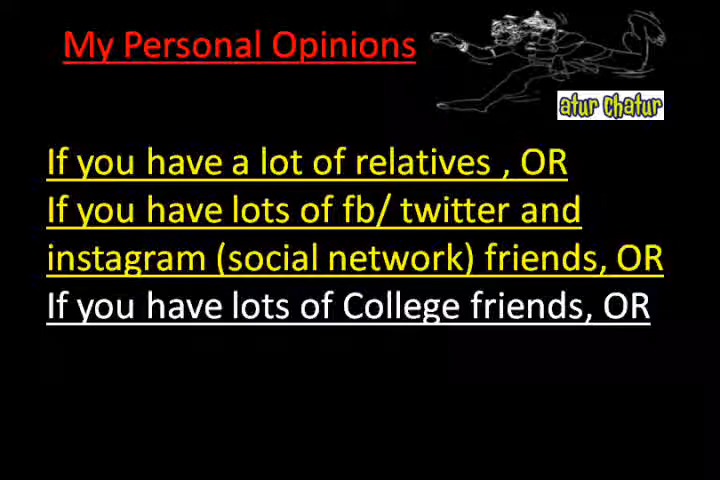 My Personal Opinions
atur chatur
If you have a lot of relatives , OR
If you have lots of fb/ twitter and
instagram (social network) friends, OR
If you have lots of College friends, OR